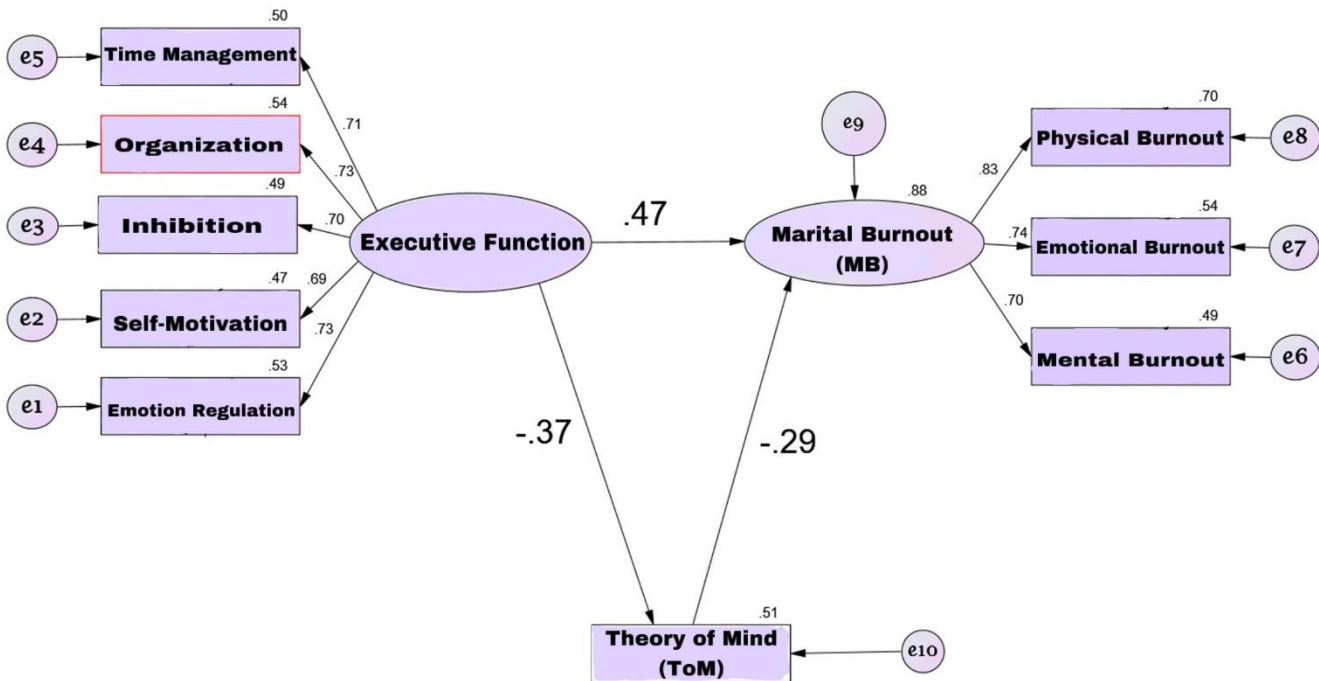 .50
e5
Time Management
.54
.71
e4
Organization
.73
.49
e3
Inhibition
.70
Executive Function
.47
e2
Self-Motivation
.69
.73
.53
e1
Emotion Regulation
.47
-.37
-.29
e9
.88
Marital Burnout
(MB)
.70
.83
Physical Burnout
e8
.54
.74
Emotional Burnout
e7
.70
.49
Mental Burnout
e6
.51
Theory of Mind
(ToM)
e10